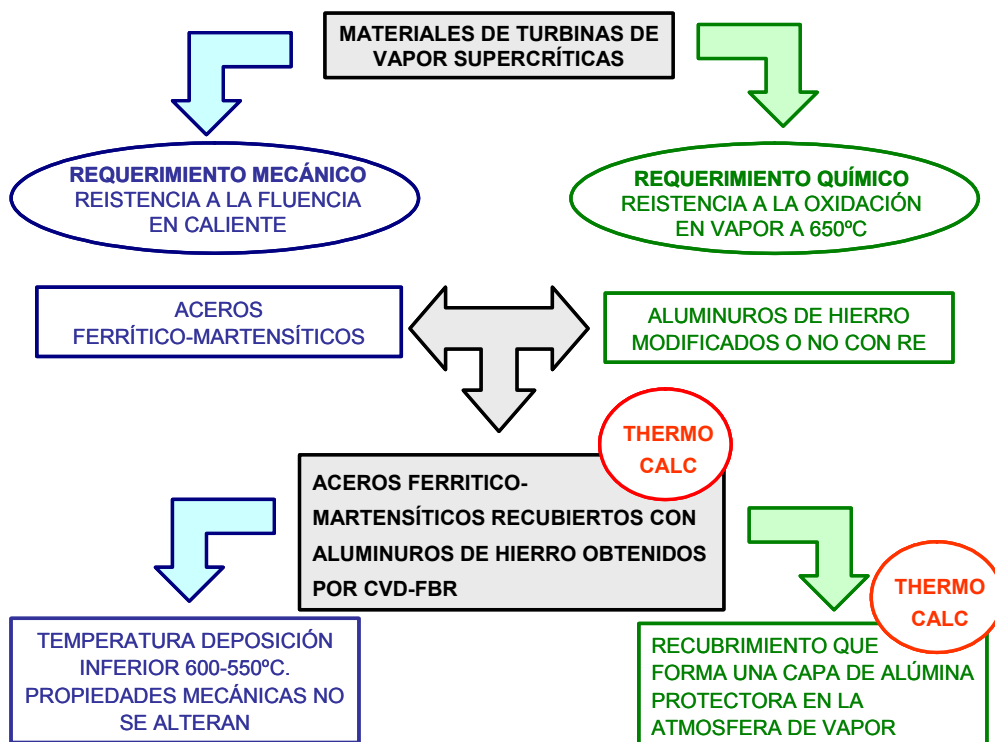 MATERIALES DE TURBINAS DE
VAPOR SUPERCRÍTICAS
REQUERIMIENTO MECÁNICO
REISTENCIA A LA FLUENCIA
EN CALIENTE
REQUERIMIENTO QUÍMICO
REISTENCIA A LA OXIDACIÓN
EN VAPOR A 650ºC
ACEROS
FERRÍTICO-MARTENSÍTICOS
ALUMINUROS DE HIERRO
MODIFICADOS O NO CON RE
THERMO
CALC
ACEROS FERRITICO-
MARTENSÍTICOS RECUBIERTOS CON
ALUMINUROS DE HIERRO OBTENIDOS
POR CVD-FBR
THERMO
CALC
TEMPERATURA DEPOSICIÓN
INFERIOR 600-550ºC.
PROPIEDADES MECÁNICAS NO
SE ALTERAN
RECUBRIMIENTO QUE
FORMA UNA CAPA DE ALÚMINA
PROTECTORA EN LA
ATMOSFERA DE VAPOR